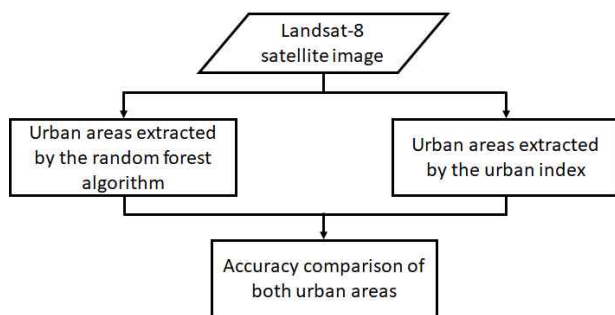 Landsat-8
satellite image
Urban areas extracted
by the random forest
algorithm
Urban areas extracted
by the urban index
Accuracy comparison of
both urban areas